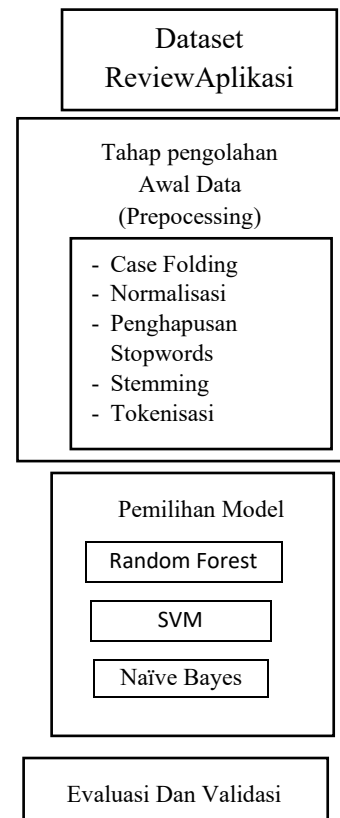 Dataset
ReviewAplikasi
Tahap pengolahan
Awal Data
(Prepocessing)
- Case Folding
- Normalisasi
- Penghapusan
Stopwords
- Stemming
- Tokenisasi
Pemilihan Model
Random Forest
SVM
Naïve Bayes
Evaluasi Dan Validasi